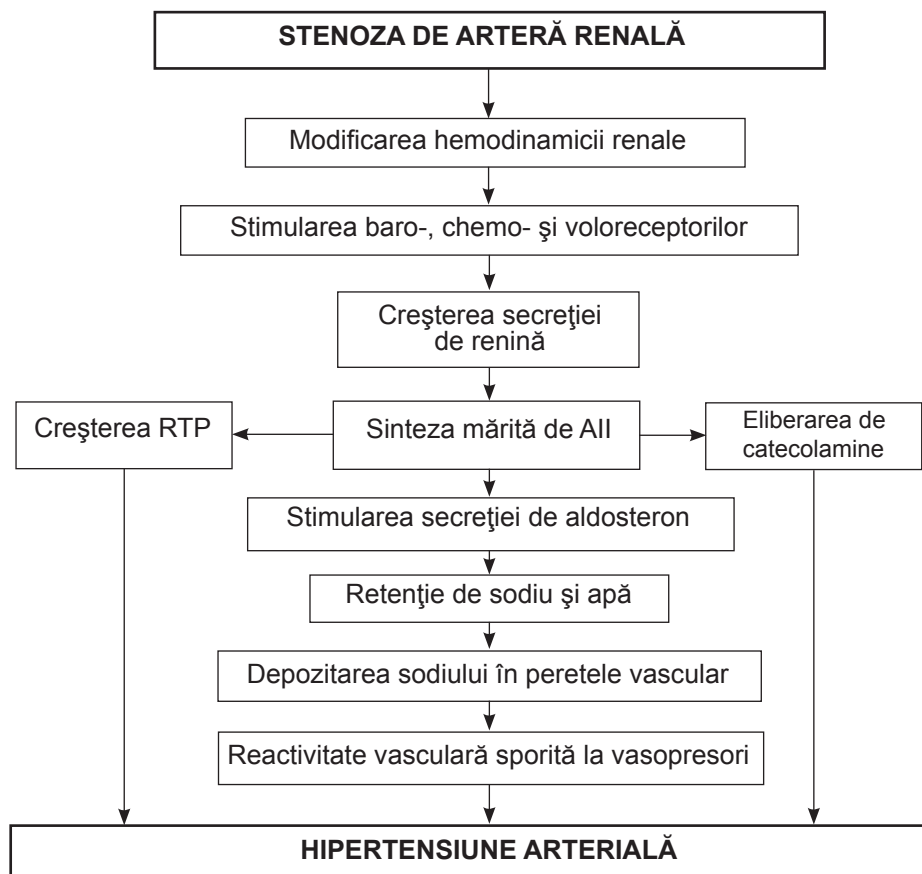 STENOZA DE ARTERĂ RENALĂ
Modificarea hemodinamicii renale
Stimularea baro-, chemo- şi voloreceptorilor
Creşterea secreţiei
de renină
Creşterea RTP
Sinteza mărită de AII
Eliberarea de
catecolamine
Stimularea secreţiei de aldosteron
Retenţie de sodiu şi apă
Depozitarea sodiului în peretele vascular
Reactivitate vasculară sporită la vasopresori
HIPERTENSIUNE ARTERIALĂ